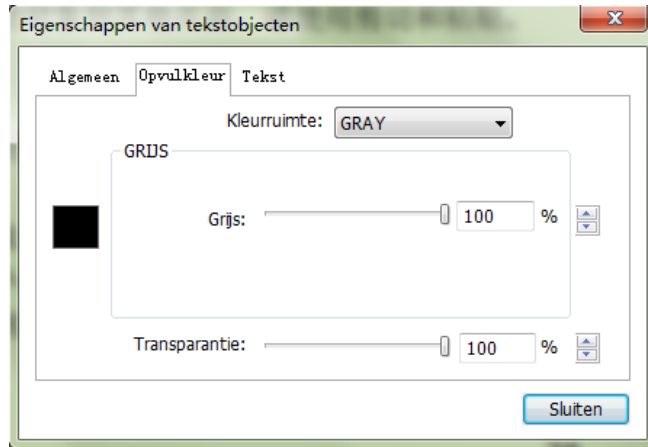 Eigenschappen van tekstobjecten
Algemeen Opvulkleur Tekst
Kleurruimte: GRAY
GRIJS
Grijs: 100 %
Transparantie: 100 %
Sluiten